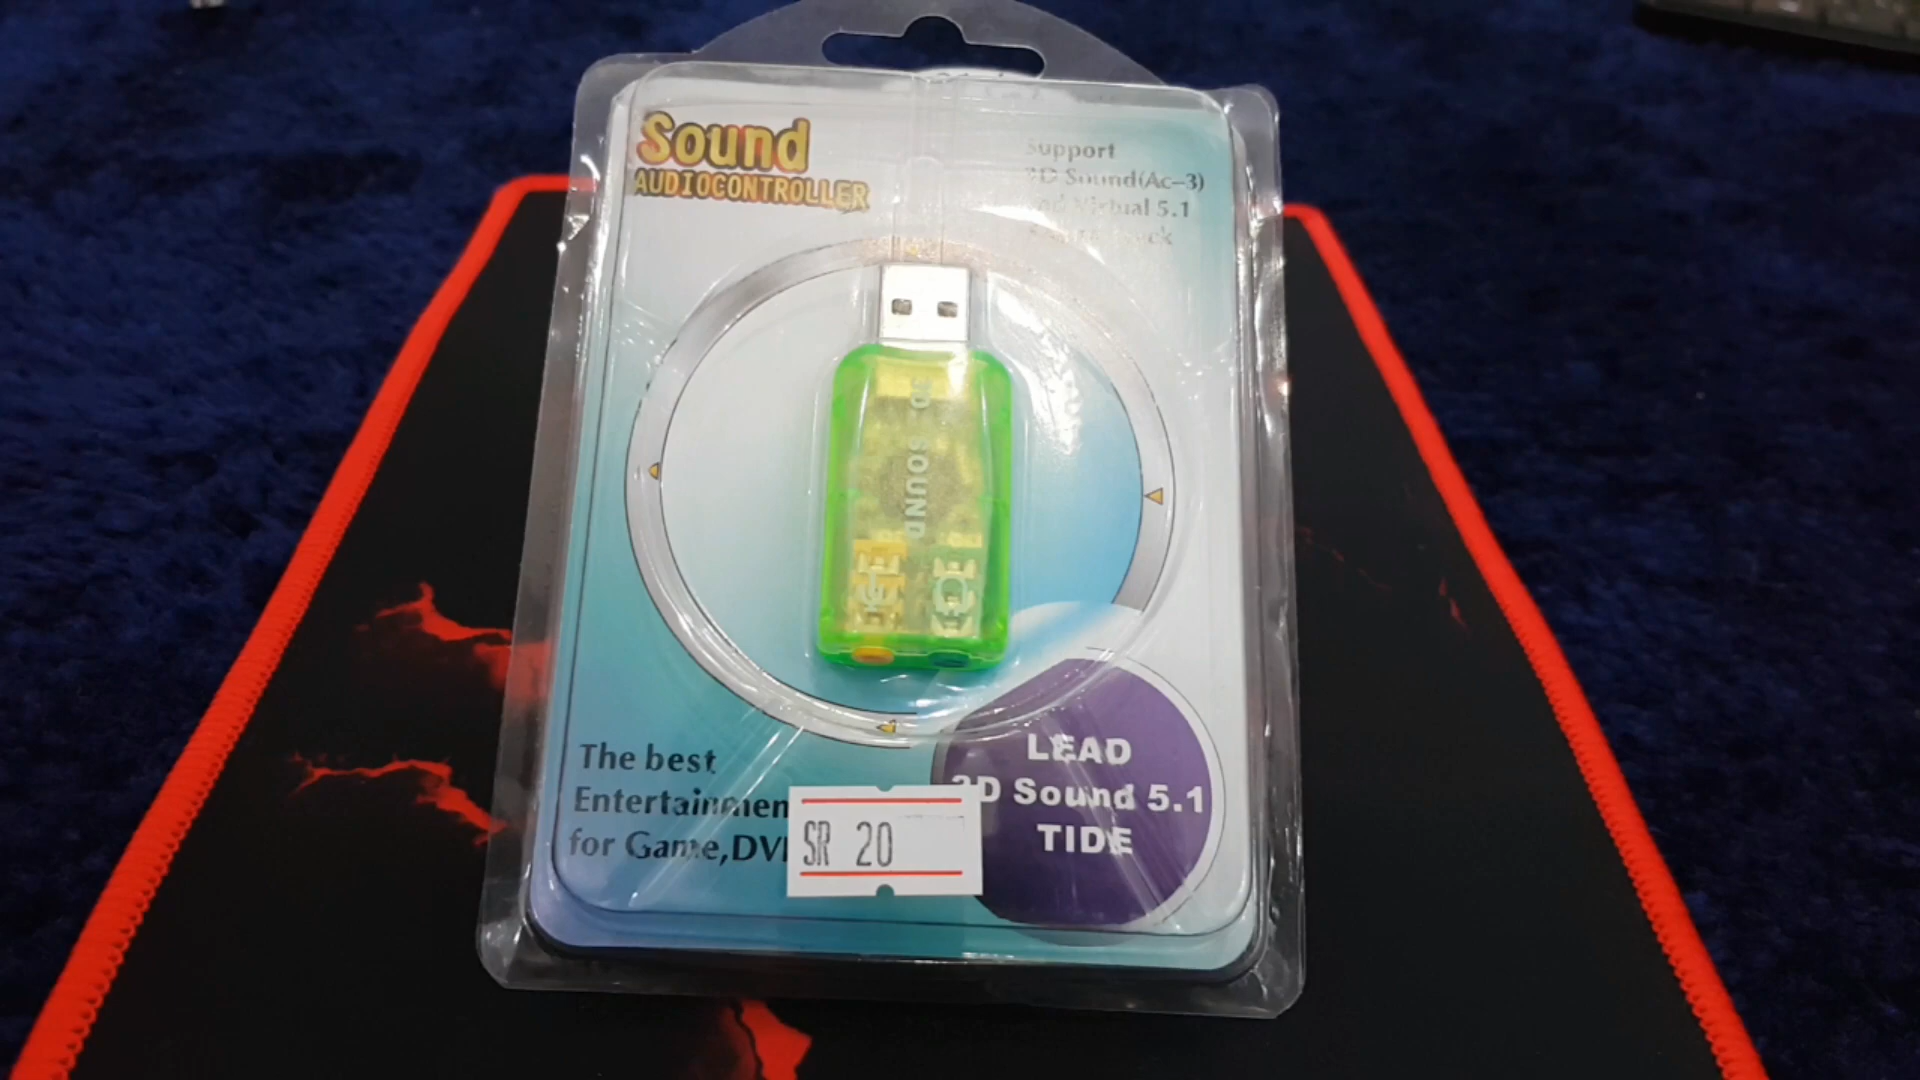 Sound
AUDIOCONTROLLER
Support
3D Sound(Ac-3)
and Virtual 5.1
3D SOUND
The best
Entertainmen
for Game,DV
SR 20
LEAD
3D Sound 5.1
TIDE